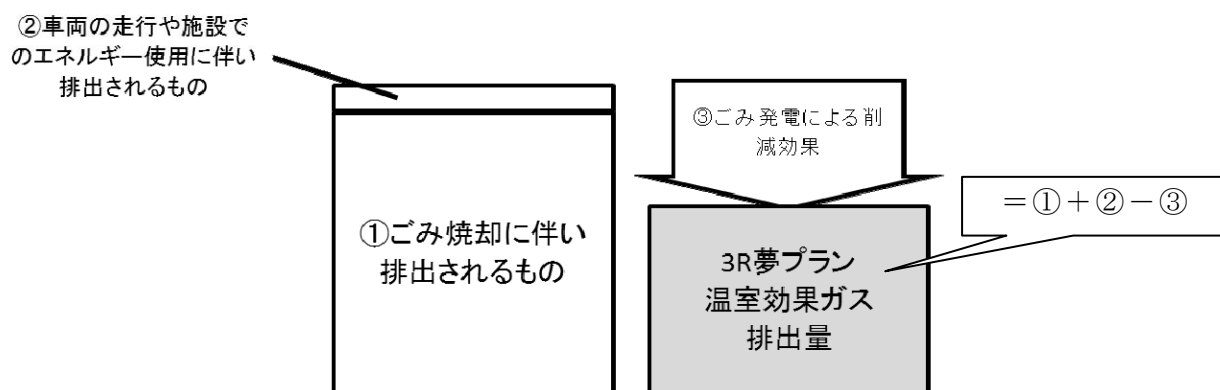 ②車両の走行や施設で
のエネルギー使用に伴い
排出されるもの
①ごみ焼却に伴い
排出されるもの
③ごみ発電による削
減効果
3R夢プラン
温室効果ガス
排出量
＝①＋②－③